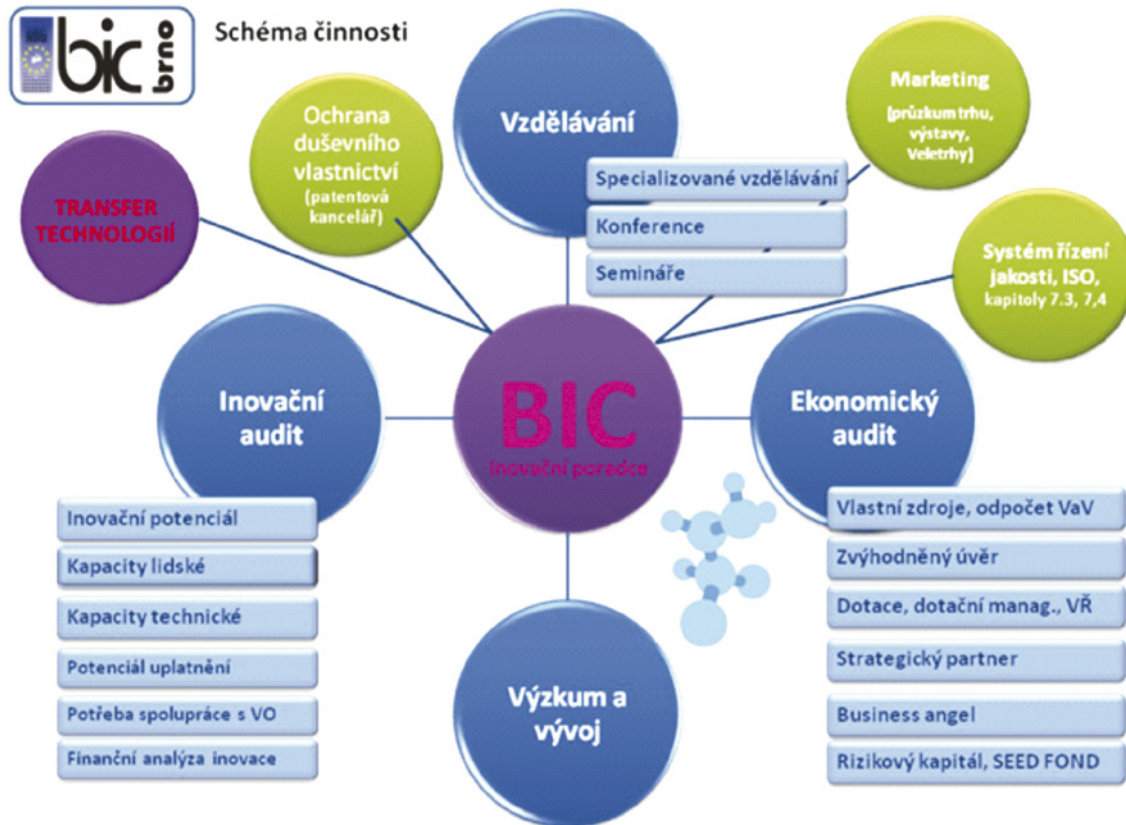 bic
brno
Schéma činnosti
Vzdělávání
Specializované vzdělávání
Konference
Semináře
Marketing
(průzkum trhu,
výstavy,
Veletrhy)
Ochrana
duševního
vlastnictví
(patentová
kancelář)
TRANSFER
TECHNOLOGIÍ
Systém řízení
jakosti, ISO,
kapitoly 7.3, 7,4
Inovační
audit
BIC
inovační poradce
Ekonomický
audit
Inovační potenciál
Kapacity lidské
Kapacity technické
Potenciál uplatnění
Potřeba spolupráce s VO
Finanční analýza inovace
Výzkum a
vývoj
Vlastní zdroje, odpočet VaV
Zvýhodněný úvěr
Dotace, dotační manag., VŘ
Strategický partner
Business angel
Rizikový kapitál, SEED FOND